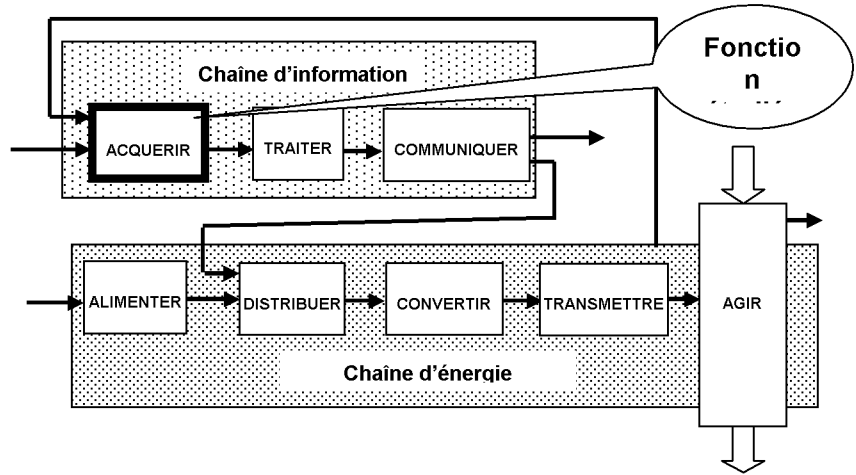 Fonctio
n
Chaîne d'information
ACQUERIR
TRAITER
COMMUNIQUER
ALIMENTER
DISTRIBUER
CONVERTIR
TRANSMETTRE
AGIR
Chaîne d'énergie